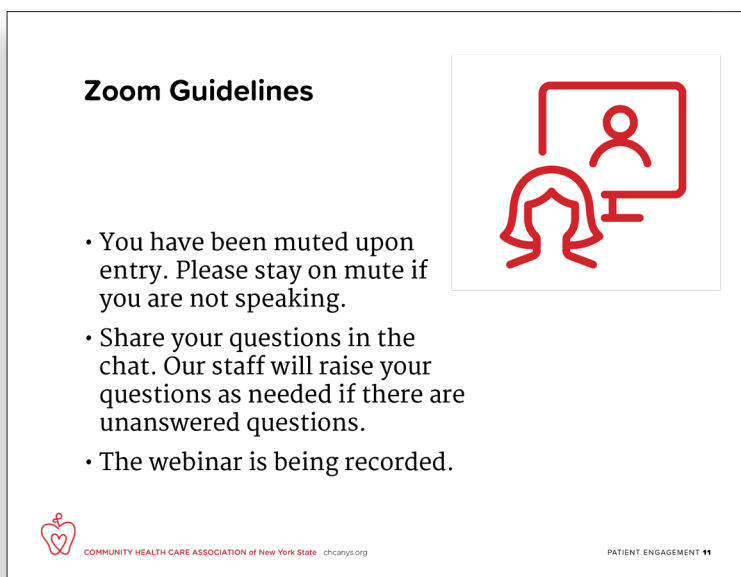 Zoom Guidelines
• You have been muted upon
entry. Please stay on mute if
you are not speaking.
• Share your questions in the
chat. Our staff will raise your
questions as needed if there are
unanswered questions.
• The webinar is being recorded.
COMMUNITY HEALTH CARE ASSOCIATION of New York State chcanys.org
PATIENT ENGAGEMENT 11